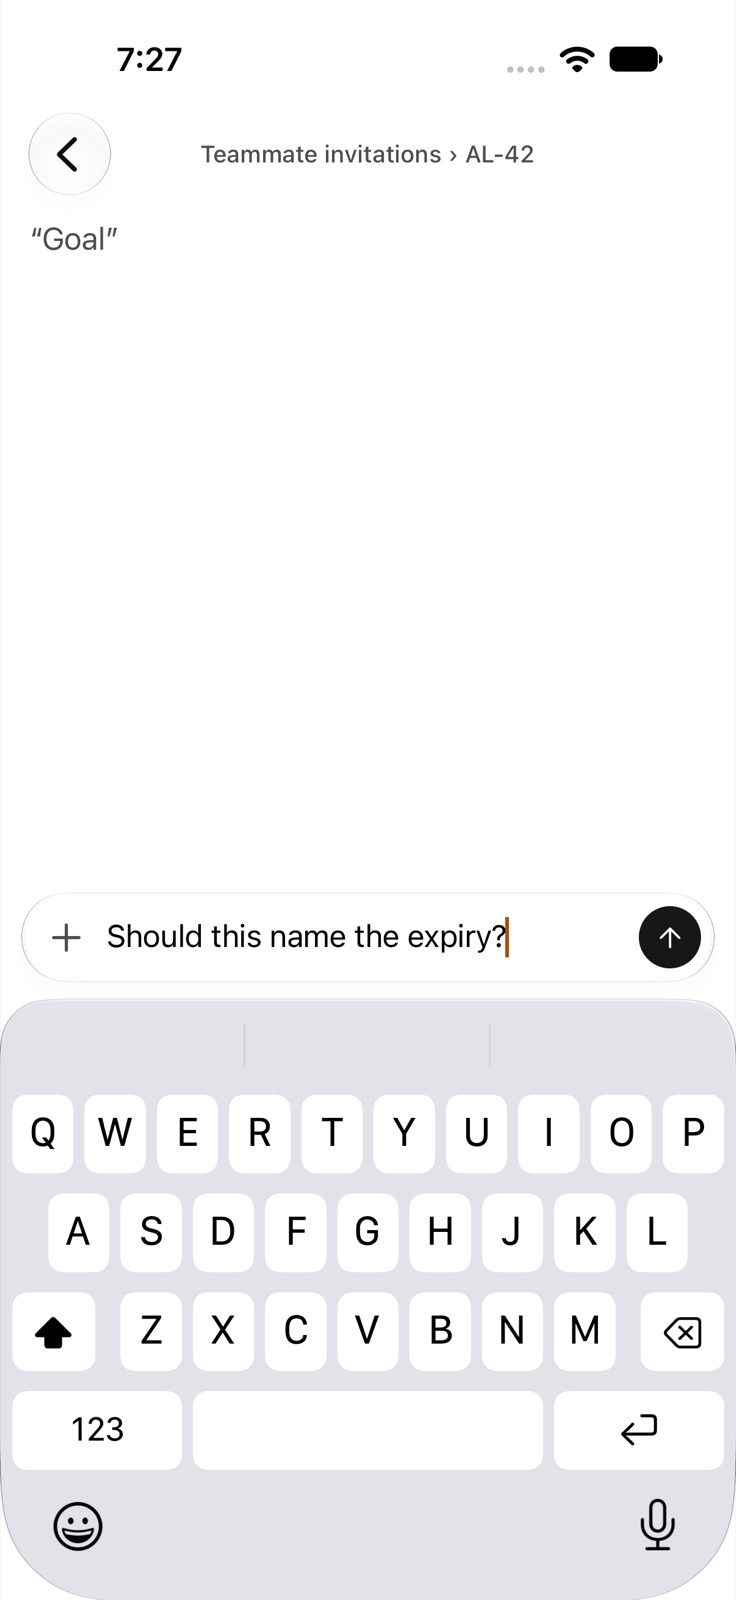 7:27
Teammate invitations › AL-42
“Goal”
Should this name the expiry?
Q W E R T Y U I O P
A S D F G H J K L
Z X C V B N M
123